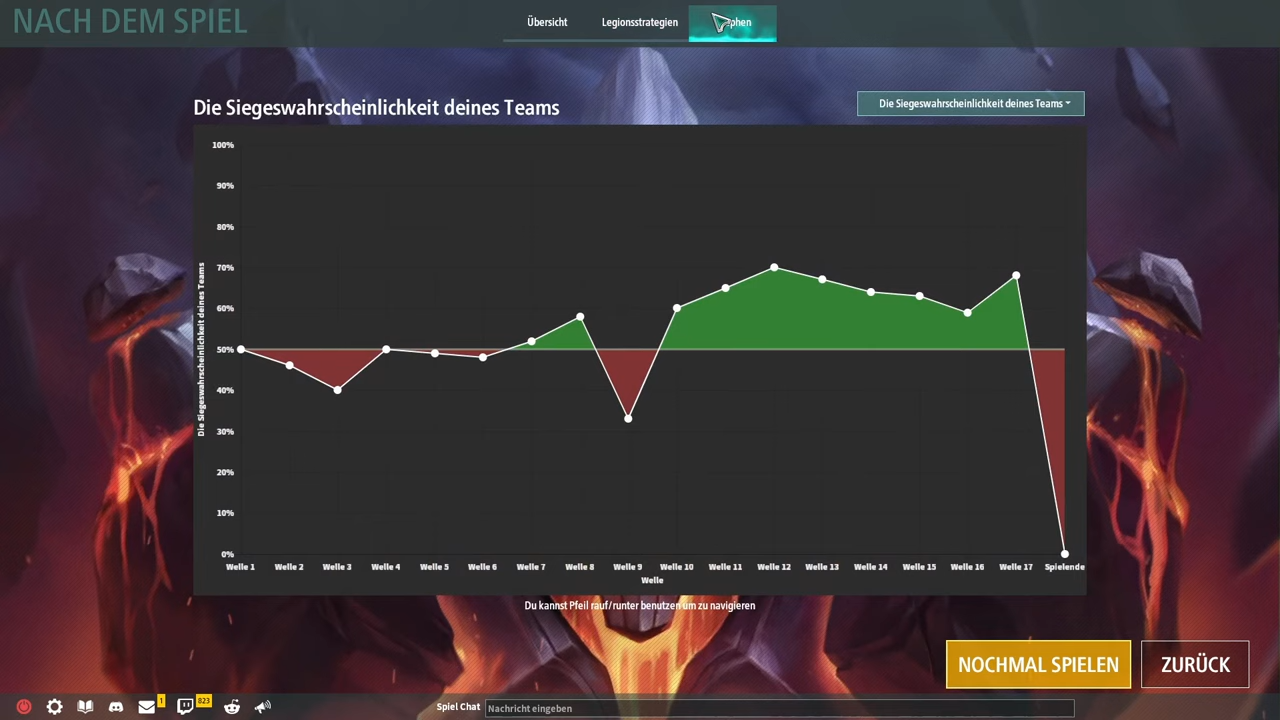 NACH DEM SPIEL
Übersicht
Legionsstrategien
Die Siegeswahrscheinlichkeit deines Teams
Die Siegeswahrscheinlichkeit deines Teams
100%
90%
80%
70%
60%
50%
40%
30%
20%
10%
0%
Die Siegeswahrscheinlichkeit deines Teams
Welle 1 Welle 2 Welle 3 Welle 4 Welle 5 Welle 6 Welle 7 Welle 8 Welle 9 Welle 10 Welle 11 Welle 12 Welle 13 Welle 14 Welle 15 Welle 16 Welle 17 Spielende
Welle
Du kannst Pfeil rauf/runter benutzen um zu navigieren
NOCHMAL SPIELEN
ZURÜCK
1
823
Spiel Chat
Nachricht eingeben